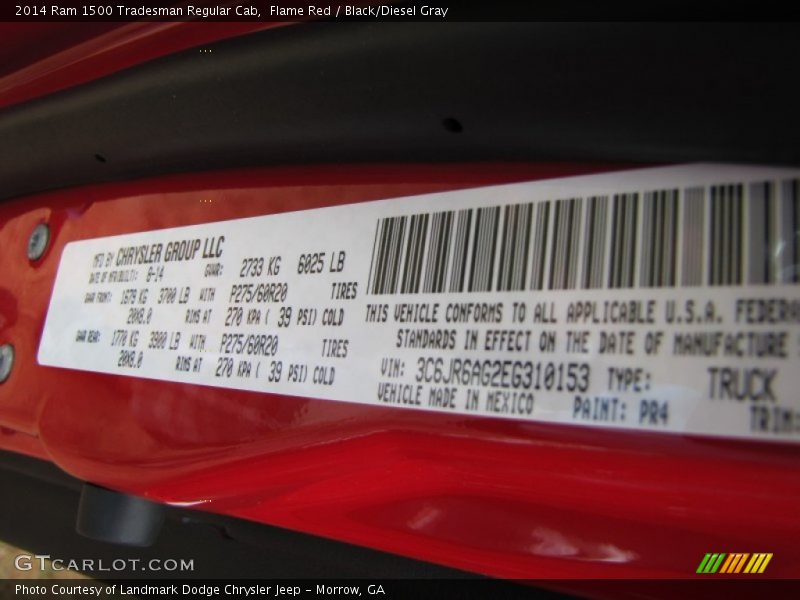 2014 Ram 1500 Tradesman Regular Cab,  Flame Red / Black/Diesel Gray
MFD BY CHRYSLER GROUP LLC
DATE OF MFR/BUILT: 6-14 GVWR: 2733 KG 6025 LB
GAWR FRONT: 1679 KG 3700 LB WITH P275/60R20 TIRES
20X8.0 RIMS AT 270 KPA ( 39 PSI) COLD
GAWR REAR: 1770 KG 3900 LB WITH P275/60R20 TIRES
20X8.0 RIMS AT 270 KPA ( 39 PSI) COLD
THIS VEHICLE CONFORMS TO ALL APPLICABLE U.S.A. FEDERA
STANDARDS IN EFFECT ON THE DATE OF MANUFACTURE
VIN: 3C6JR6AG2EG310153 TYPE: TRUCK
VEHICLE MADE IN MEXICO PAINT: PR4 TRIM:
GTCARLOT.COM
Photo Courtesy of Landmark Dodge Chrysler Jeep – Morrow, GA